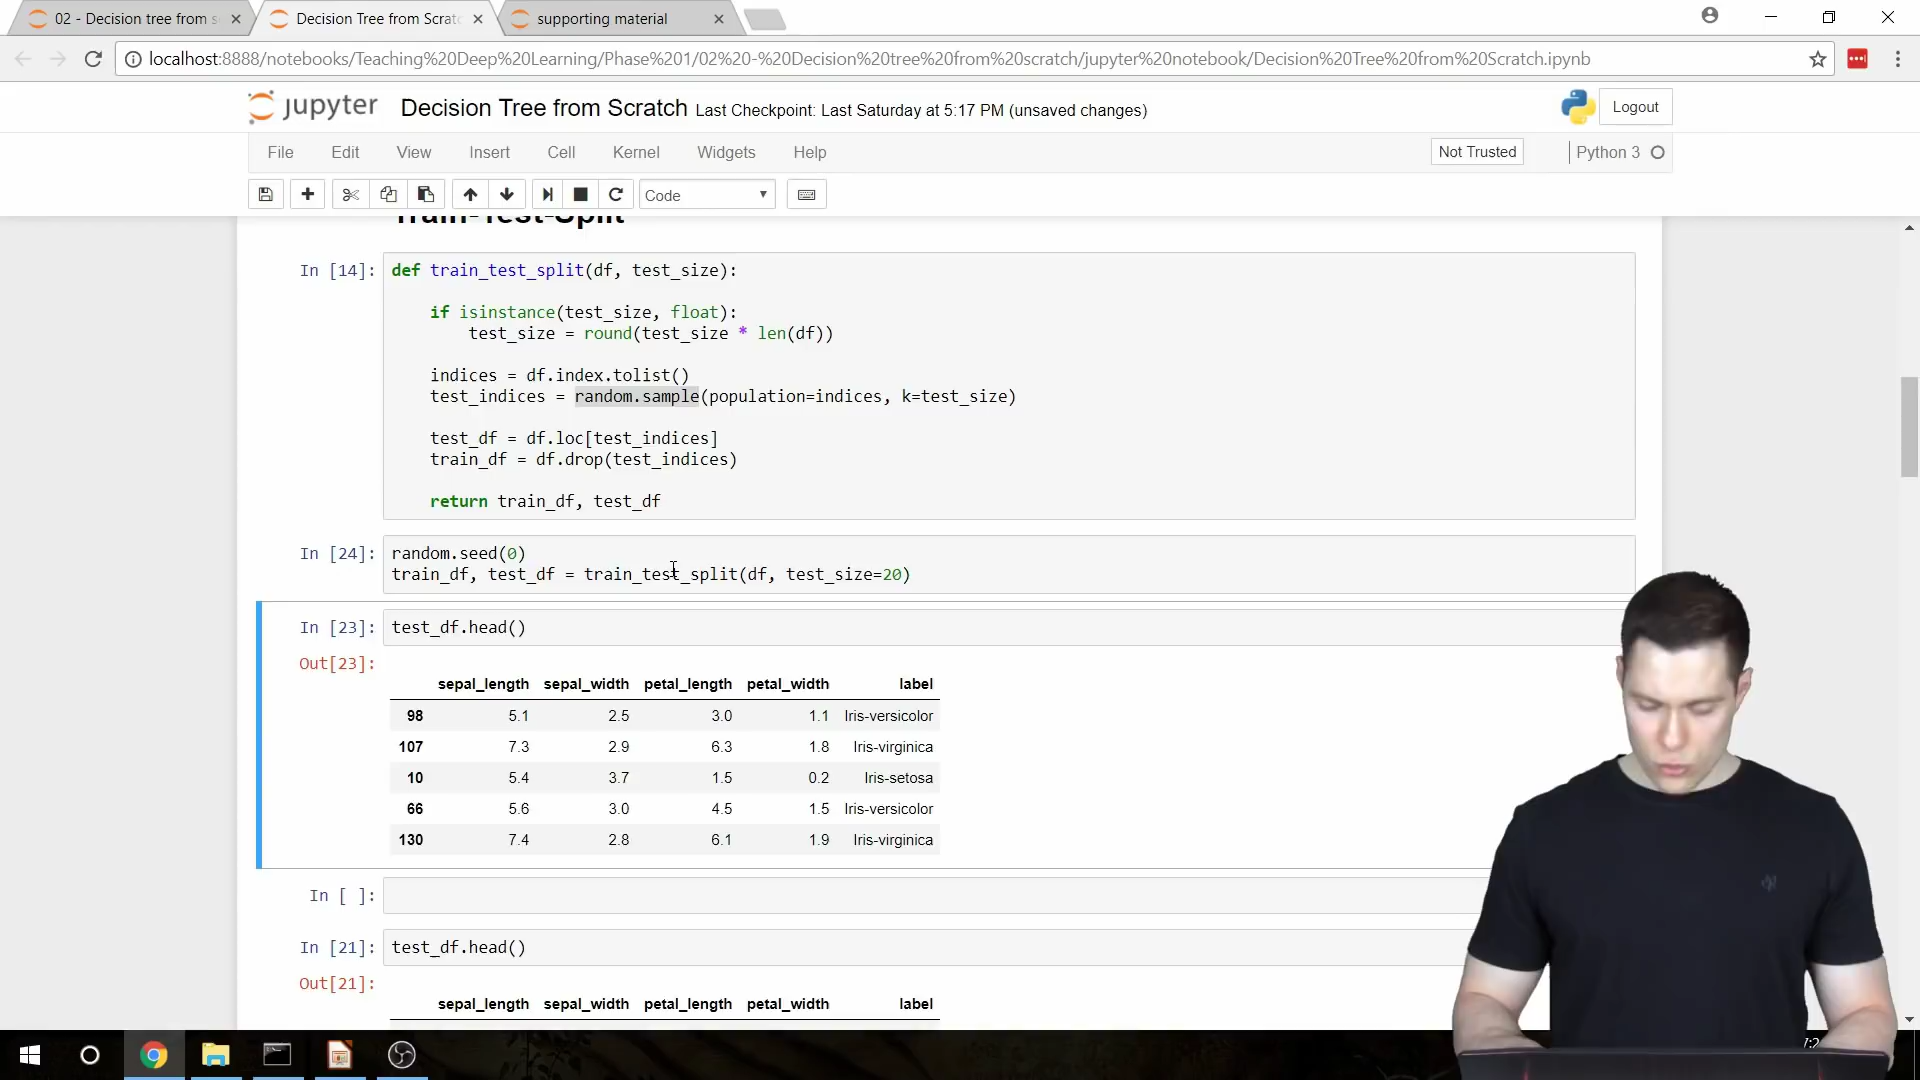 02 - Decision tree from s
Decision Tree from Scratc
supporting material
localhost:8888/notebooks/Teaching%20Deep%20Learning/Phase%201/02%20-%20Decision%20tree%20from%20scratch/jupyter%20notebook/Decision%20Tree%20from%20Scratch.ipynb
jupyter Decision Tree from Scratch Last Checkpoint: Last Saturday at 5:17 PM (unsaved changes)
Logout
File Edit View Insert Cell Kernel Widgets Help
Not Trusted
Python 3
Code
Train-Test-Split
In [14]: def train_test_split(df, test_size):
if isinstance(test_size, float):
test_size = round(test_size * len(df))
indices = df.index.tolist()
test_indices = random.sample(population=indices, k=test_size)
test_df = df.loc[test_indices]
train_df = df.drop(test_indices)
return train_df, test_df
In [24]: random.seed(0)
train_df, test_df = train_test_split(df, test_size=20)
In [23]: test_df.head()
Out[23]:
sepal_length sepal_width petal_length petal_width label
98 5.1 2.5 3.0 1.1 Iris-versicolor
107 7.3 2.9 6.3 1.8 Iris-virginica
10 5.4 3.7 1.5 0.2 Iris-setosa
66 5.6 3.0 4.5 1.5 Iris-versicolor
130 7.4 2.8 6.1 1.9 Iris-virginica
In [ ]:
In [21]: test_df.head()
Out[21]:
sepal_length sepal_width petal_length petal_width label